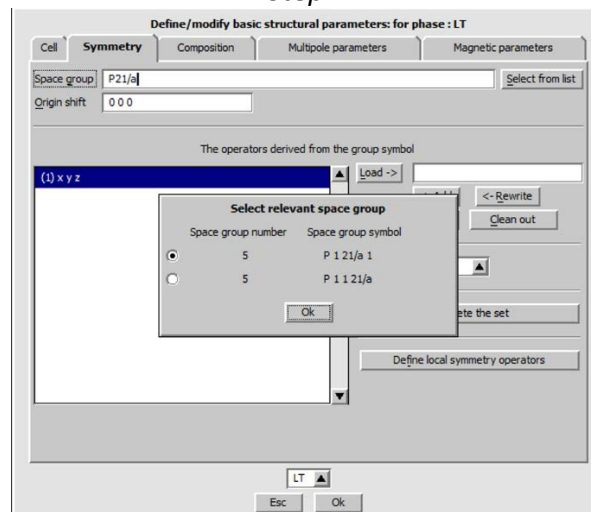 Step
Define/modify basic structural parameters: for phase : LT
Cell Symmetry Composition Multipole parameters Magnetic parameters
Space group P21/a Select from list
Origin shift 0 0 0
The operators derived from the group symbol
(1) x y z Load ->
<- Rewrite
Select relevant space group Clean out
Space group number Space group symbol
5 P 1 21/a 1
5 P 1 1 21/a
Ok
the set
Define local symmetry operators
LT
Esc Ok